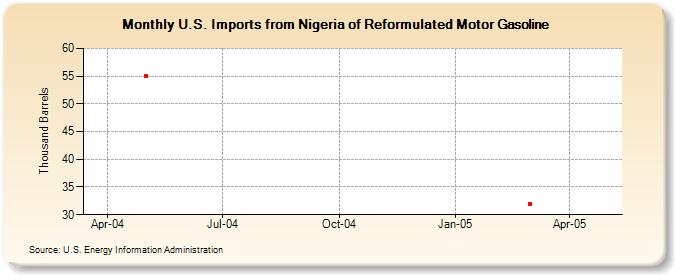 Monthly U.S. Imports from Nigeria of Reformulated Motor Gasoline
Thousand Barrels
60
55
50
45
40
35
30
Apr-04 Jul-04 Oct-04 Jan-05 Apr-05
Source: U.S. Energy Information Administration